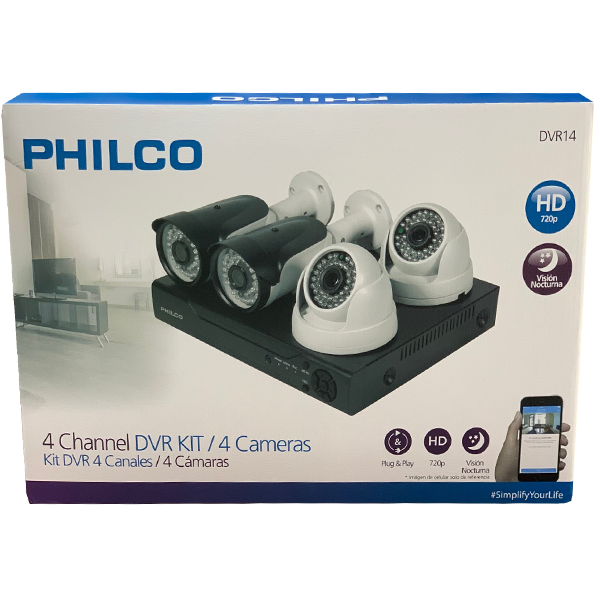 PHILCO
PHILCO
DVR14
HD
720p
Visión
Nocturna
PHILCO
4 Channel DVR KIT / 4 Cameras
Kit DVR 4 Canales / 4 Cámaras
&
Plug & Play
HD
720p
Visión
Nocturna
* Imagen de celular solo de referencia
#SimplifyYourLife